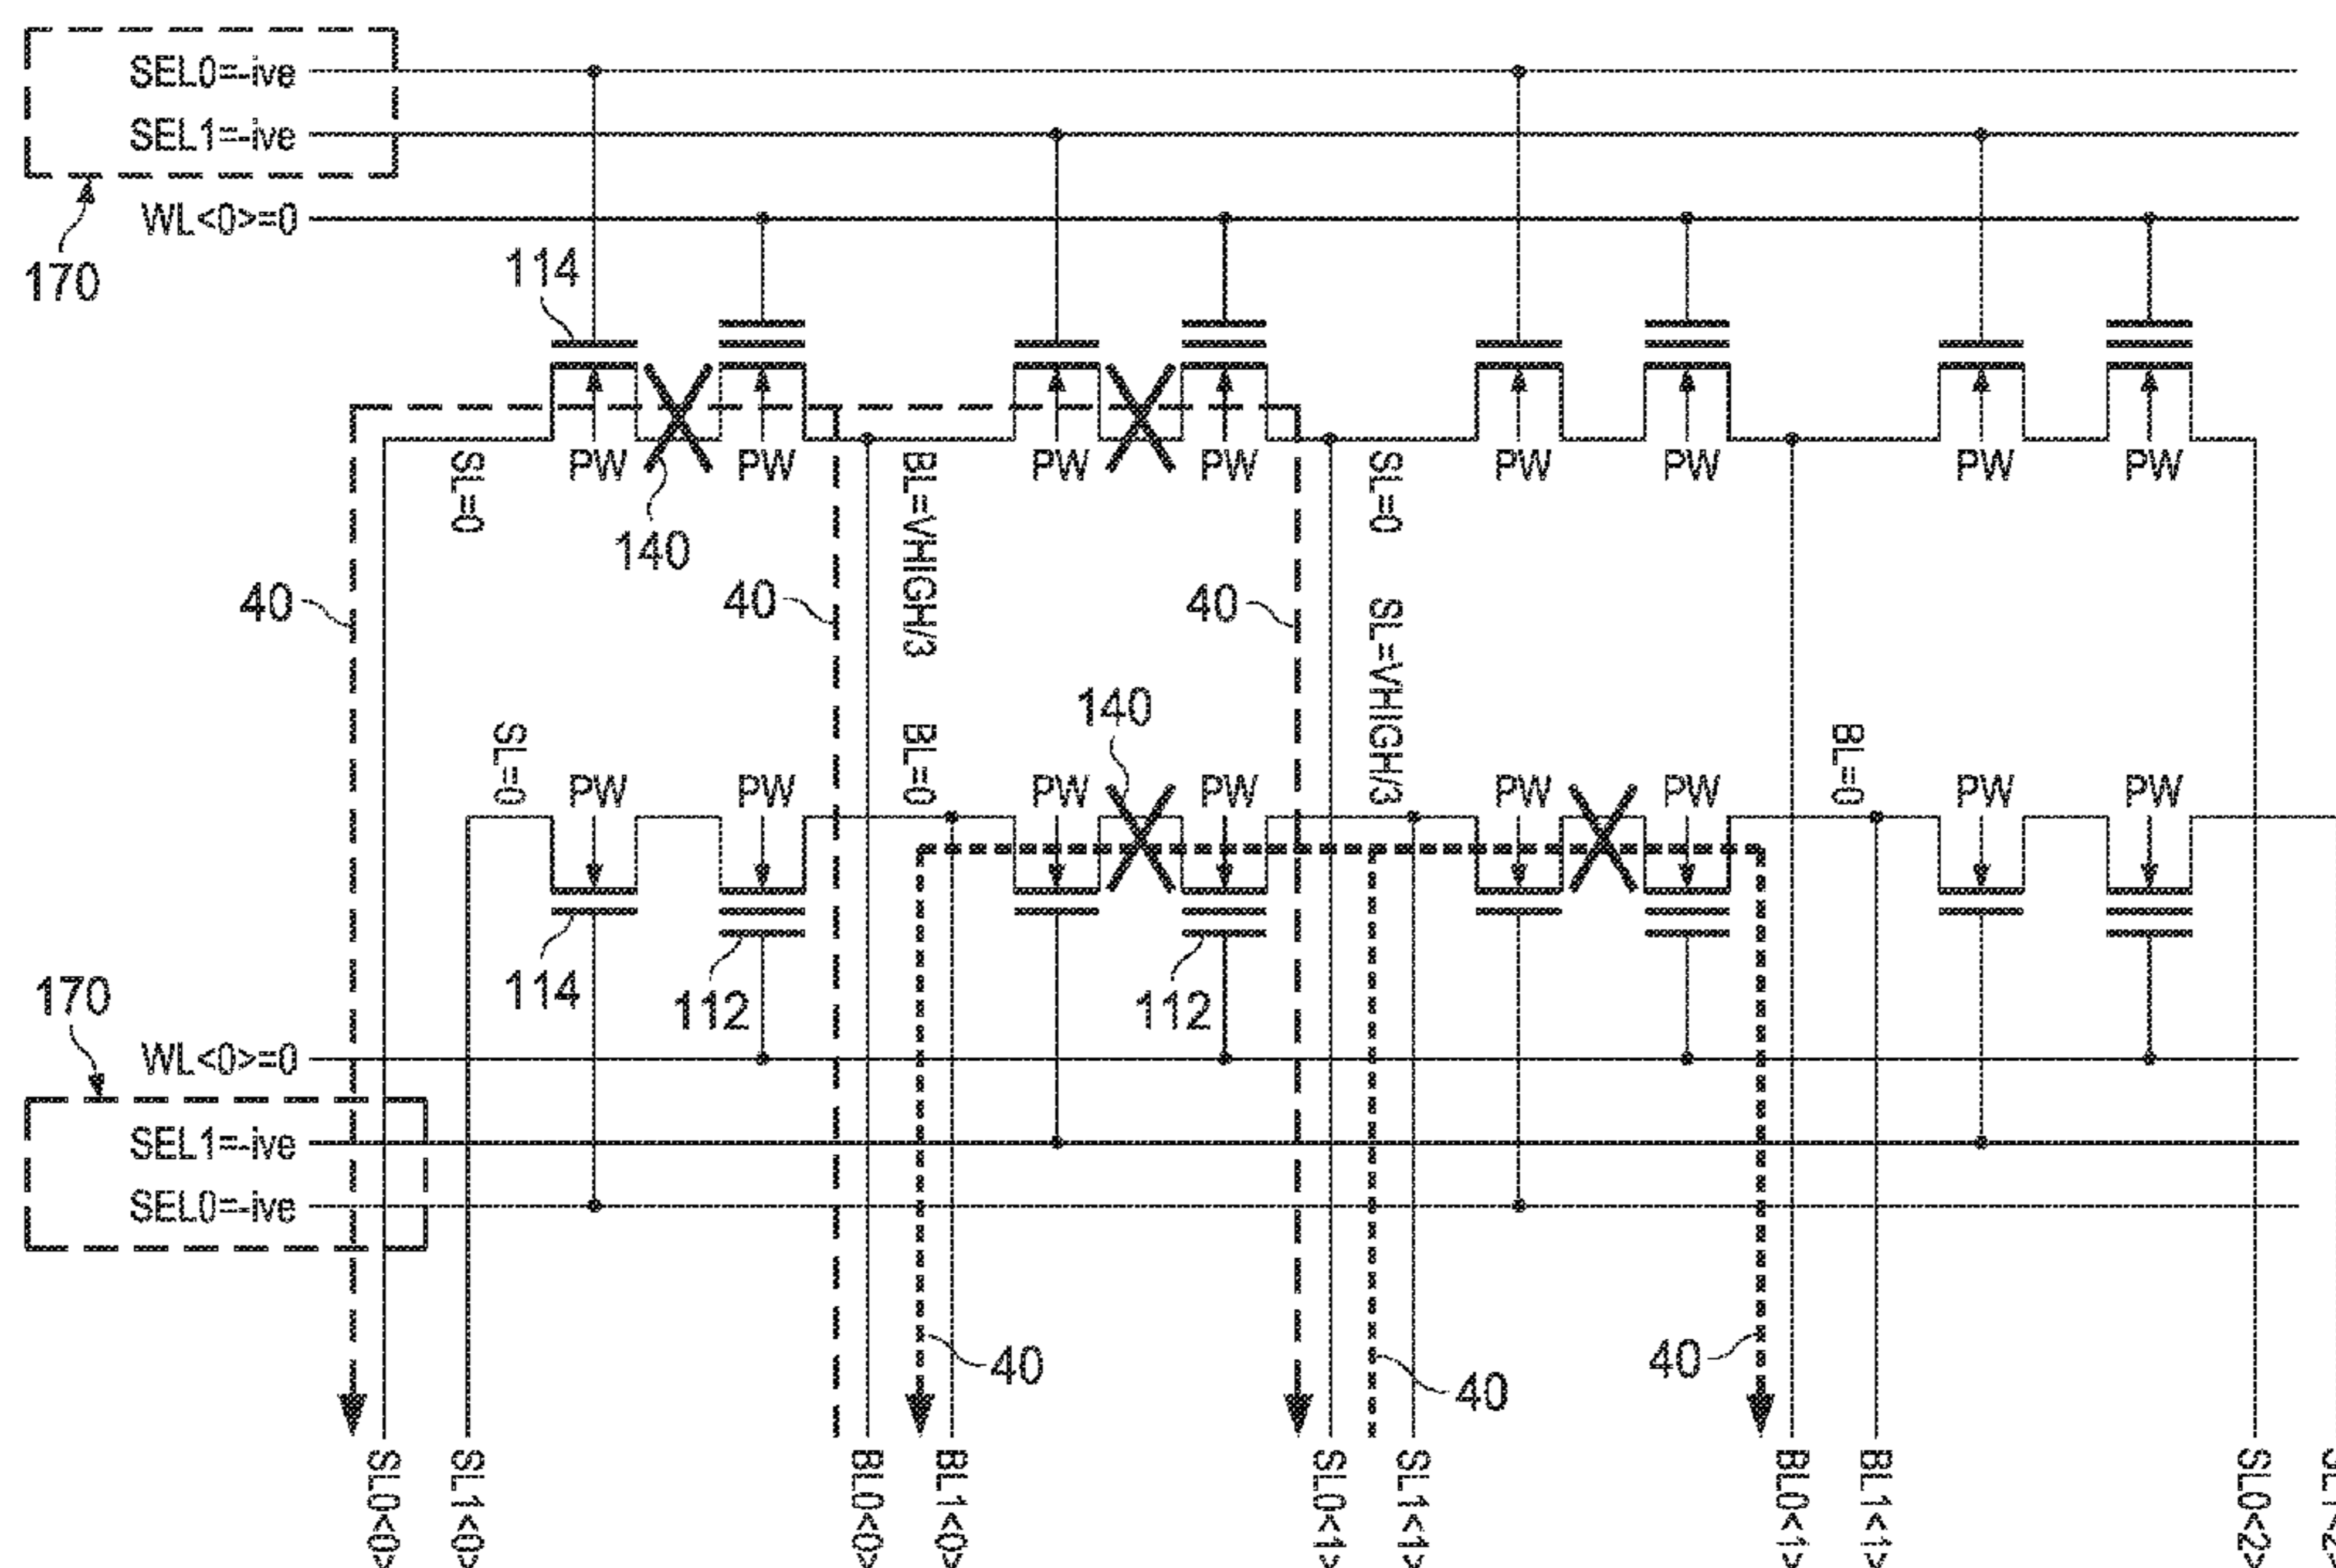 SEL0=-ive
SEL1=-ive
WL<0>=0
170
114
PW PW PW PW PW PW PW PW
SL=0
BL=VHIGH/3
SL=0
140
40
40
40
SL=VHIGH/3
140
SL=0
BL=0
BL=0
PW PW PW PW PW PW PW PW
114
112
112
170
WL<0>=0
SEL1=-ive
SEL0=-ive
40
40
40
SL0<0>
SL1<0>
BL0<0>
BL1<0>
SL0<1>
SL1<1>
BL0<1>
BL1<1>
SL0<2>
SL1<2>